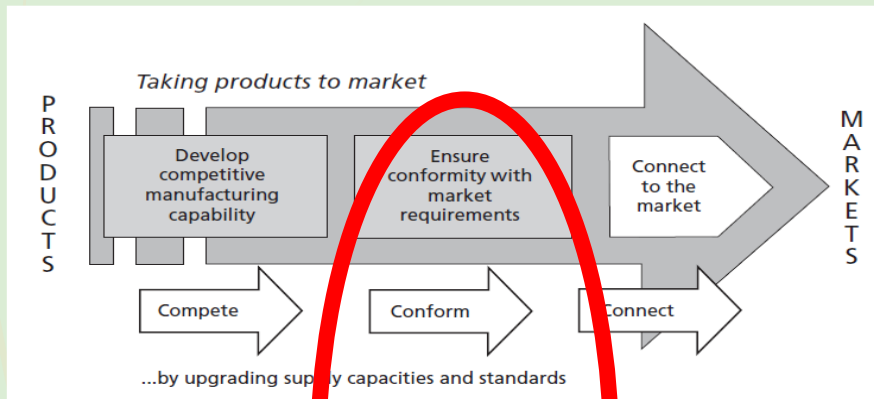 Taking products to market
PRODUCTS
Develop
competitive
manufacturing
capability
Ensure
conformity with
market
requirements
Connect
to the
market
MARKETS
Compete
Conform
Connect
...by upgrading supply capacities and standards